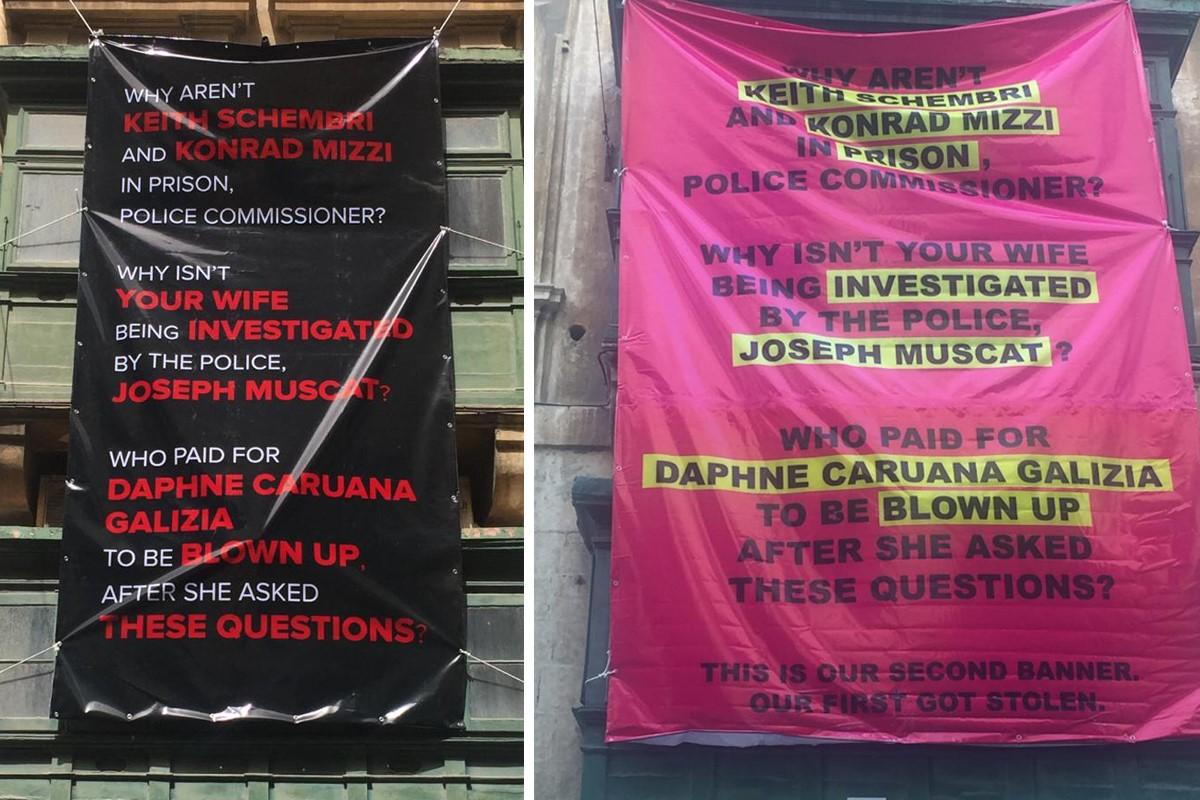 WHY AREN'T
KEITH SCHEMBRI
AND KONRAD MIZZI
IN PRISON,
POLICE COMMISSIONER?
WHY ISN'T
YOUR WIFE
BEING INVESTIGATED
BY THE POLICE,
JOSEPH MUSCAT?
WHO PAID FOR
DAPHNE CARUANA
GALIZIA
TO BE BLOWN UP,
AFTER SHE ASKED
THESE QUESTIONS?
WHY AREN'T
KEITH SCHEMBRI
AND KONRAD MIZZI
IN PRISON,
POLICE COMMISSIONER?
WHY ISN'T YOUR WIFE
BEING INVESTIGATED
BY THE POLICE,
JOSEPH MUSCAT?
WHO PAID FOR
DAPHNE CARUANA GALIZIA
TO BE BLOWN UP
AFTER SHE ASKED
THESE QUESTIONS?
THIS IS OUR SECOND BANNER.
OUR FIRST GOT STOLEN.